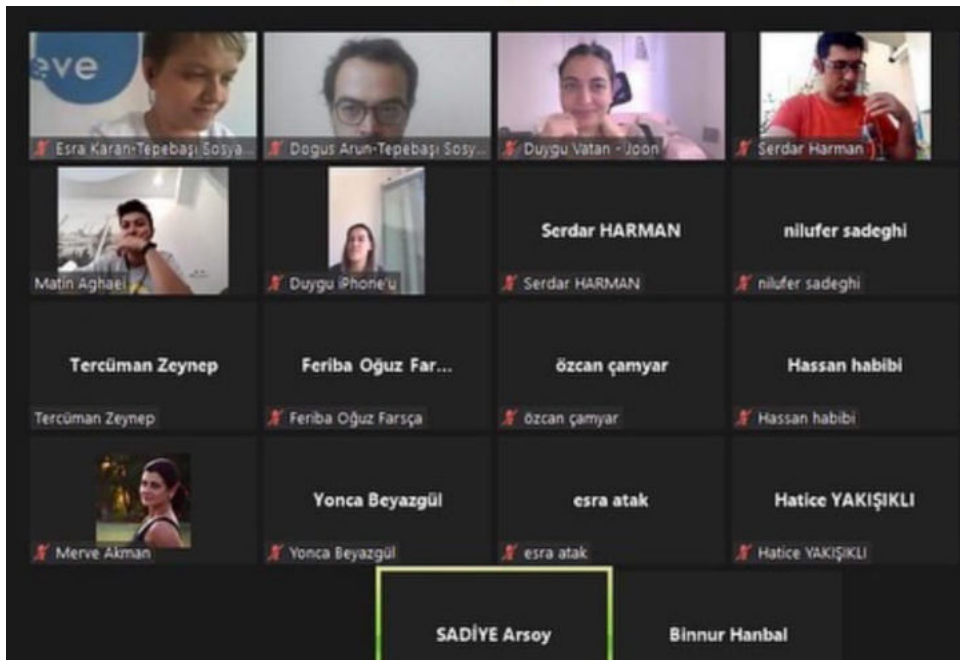 eve
Esra Karan-Tepebaşı Sosya...
Dogus Arun-Tepebaşı Sosy...
Duygu Vatan - Joon
Serdar Harman
Matin Aghaei
Duygu iPhone'u
Serdar HARMAN
Serdar HARMAN
nilufer sadeghi
nilufer sadeghi
Tercüman Zeynep
Tercüman Zeynep
Feriba Oğuz Far...
Feriba Oğuz Farsça
özcan çamyar
özcan çamyar
Hassan habibi
Hassan habibi
Merve Akman
Yonca Beyazgül
Yonca Beyazgül
esra atak
esra atak
Hatice YAKIŞIKLI
Hatice YAKIŞIKLI
SADİYE Arsoy
Binnur Hanbal